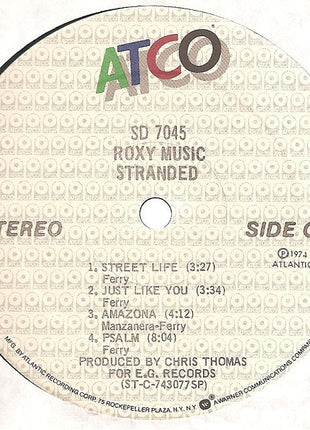 ATCO
SD 7045
ROXY MUSIC
STRANDED
STEREO
SIDE
℗ 1974
ATLANTIC
1. STREET LIFE (3:27)
Ferry
2. JUST LIKE YOU (3:34)
Ferry
3. AMAZONA (4:12)
Manzanera-Ferry
4. PSALM (8:04)
Ferry
PRODUCED BY CHRIS THOMAS
FOR E.G. RECORDS
(ST-C-743077SP)
MFG. BY ATLANTIC RECORDING CORP., 75 ROCKEFELLER PLAZA, N.Y., N.Y. A WARNER COMMUNICATIONS COMPANY